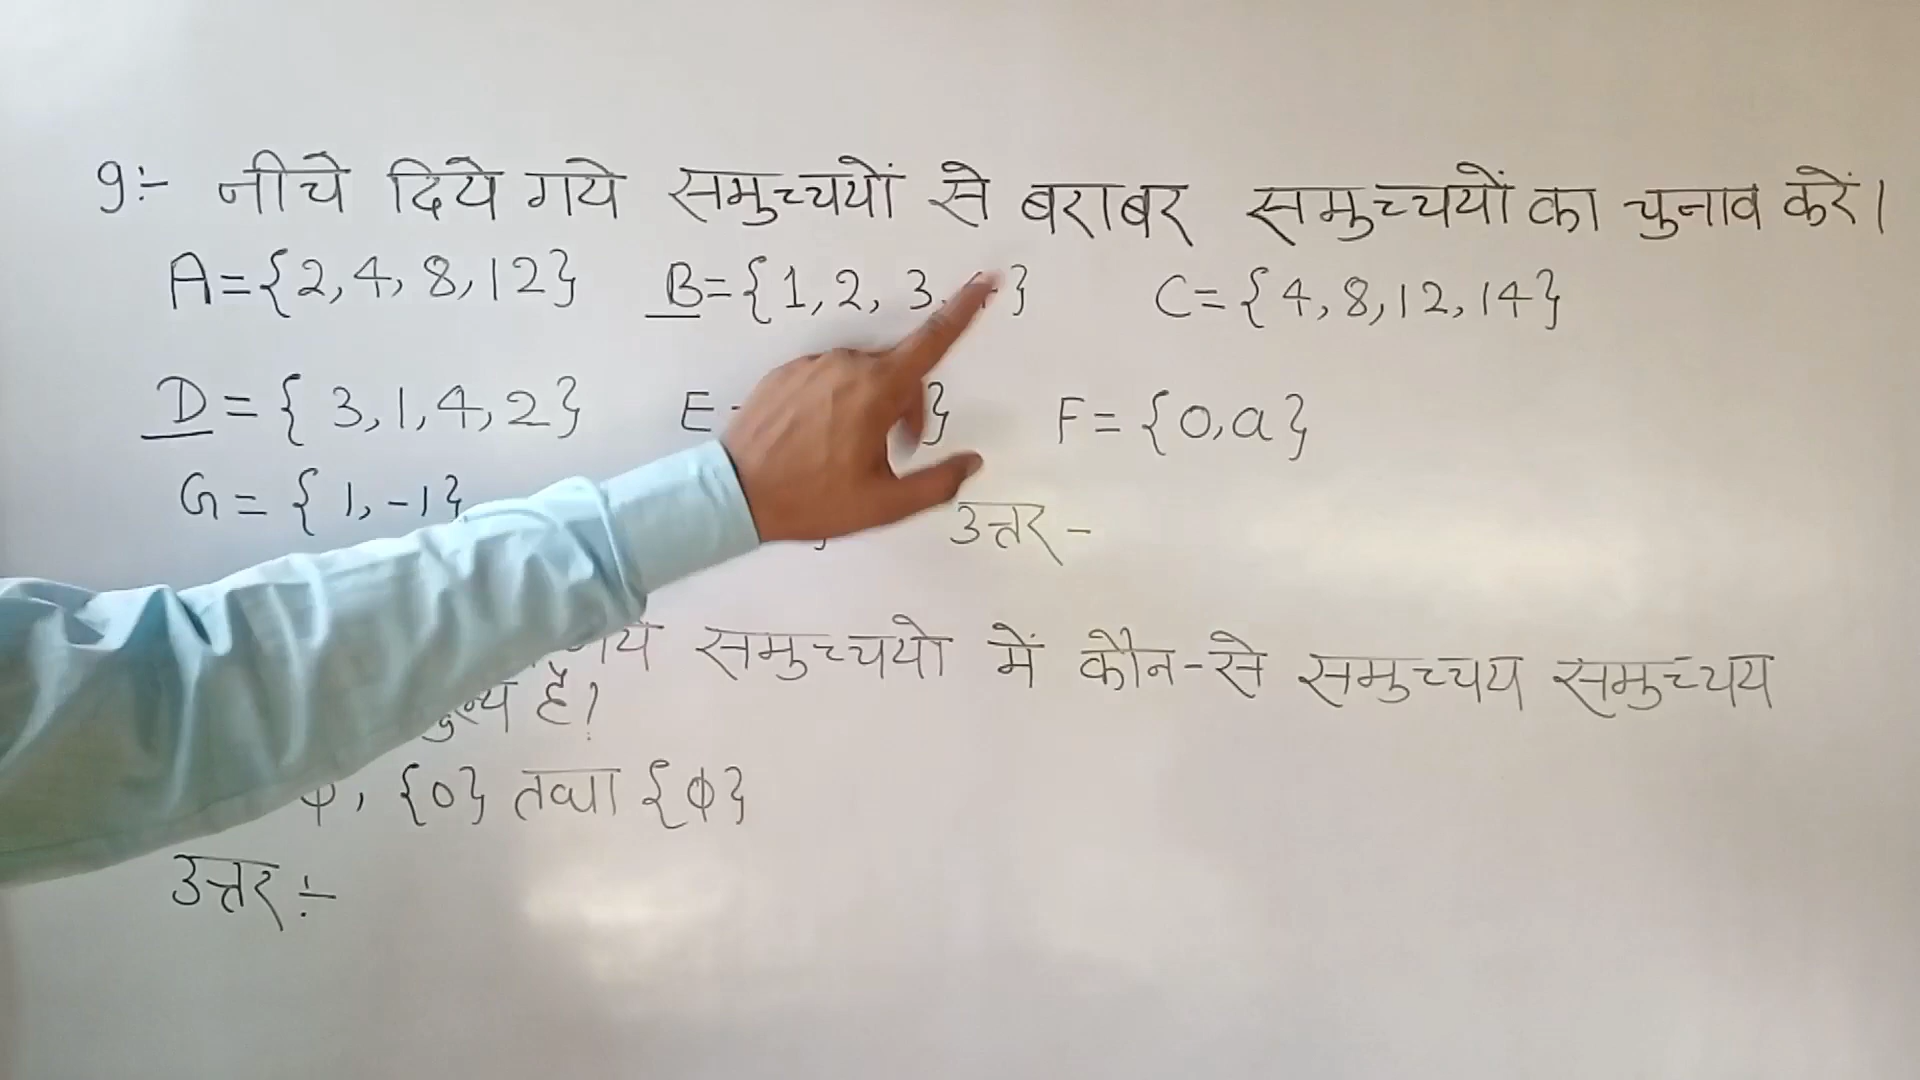 9:- नीचे दिये गये समुच्चयों से बराबर समुच्चयों का चुनाव करें।
A={2,4,8,12} B={1,2,3,4} C={4,8,12,14}
D={3,1,4,2} E } F={0,a}
G={1,-1} उत्तर-
समुच्चयो में कौन-से समुच्चय समुच्चय
है?
ϕ, {0} तथा {ϕ}
उत्तर:-